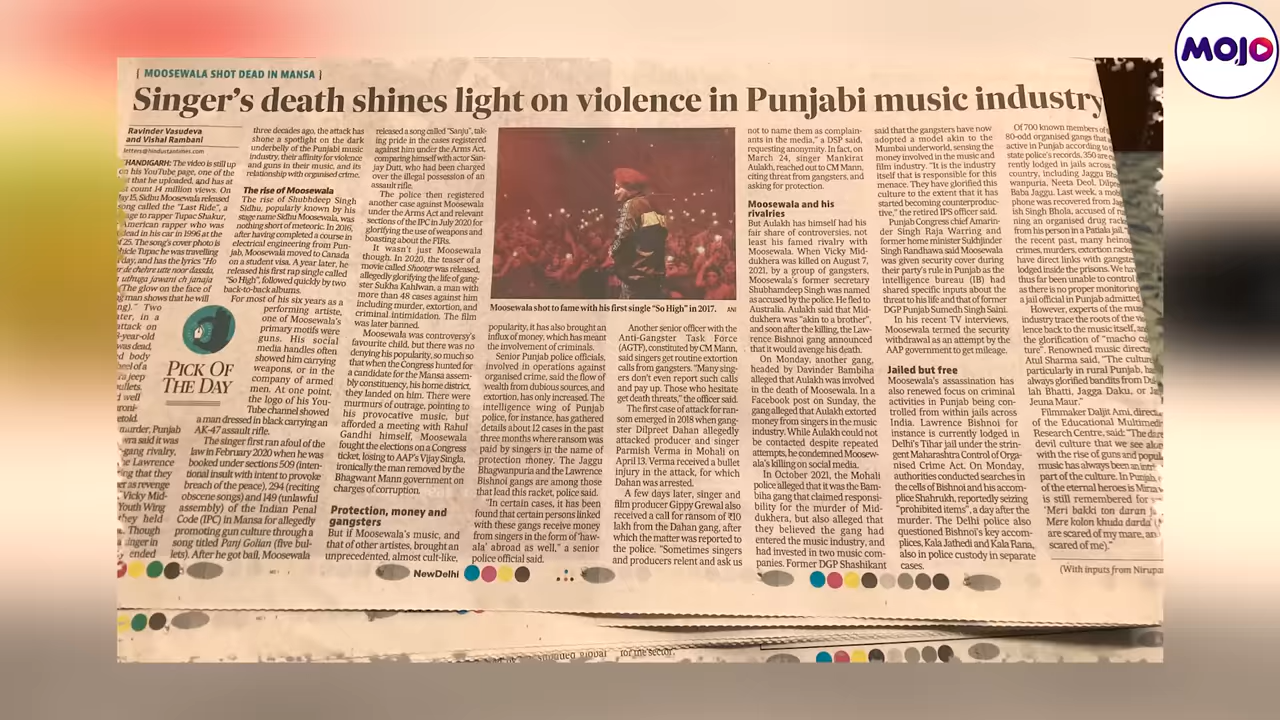 MOJO
[ MOOSEWALA SHOT DEAD IN MANSA ]
Singer's death shines light on violence in Punjabi music industry
Ravinder Vasudeva
and Vishal Rambani
letters@hindustantimes.com
HANDIGARH: The video is still up
on his YouTube page, one of the
that he uploaded, and has at
count 14 million views. On
15, Sidhu Moosewala released
song called the "Last Ride", a
to rapper Tupac Shakur,
American rapper who was
dead in his car in 1996 at the
of 25. The song's cover photo is
Tupac he was travelling
day, and has the lyrics "Ho
de chehre utte noor dassda,
uthuga jawani ch janaja
(The glow on the face of
man shows that he will
Two
in a
attack on
-year-old
was dead,
body
of a
jeep
bullets.
well
murder, Punjab
said it was
gang rivalry,
Lawrence
that they
as revenge
Vicky Mid-
Youth Wing
they held
Though
singer in
ended
PICK OF
THE DAY
three decades ago, the attack has
shone a spotlight on the dark
underbelly of the Punjabi music
industry, their affinity for violence
and guns in their music, and its
relationship with organised crime.
The rise of Moosewala
The rise of Shubhdeep Singh
Sidhu, popularly known by his
stage name Sidhu Moosewala, was
nothing short of meteoric. In 2016,
after having completed a course in
electrical engineering from Pun-
jab, Moosewala moved to Canada
on a student visa. A year later, he
released his first rap single called
"So High", followed quickly by two
back-to-back albums.
For most of his six years as a
performing artiste,
one of Moosewala's
primary motifs were
guns. His social
media handles often
showed him carrying
weapons, or in the
company of armed
men. At one point,
the logo of his You-
Tube channel showed
a man dressed in black carrying an
AK-47 assault rifle.
The singer first ran afoul of the
law in February 2020 when he was
booked under sections 509 (inten-
tional insult with intent to provoke
breach of the peace), 294 (reciting
obscene songs) and 149 (unlawful
assembly) of the Indian Penal
Code (IPC) in Mansa for allegedly
promoting gun culture through a
song titled Panj Golian (five bul-
lets). After he got bail, Moosewala
released a song called "Sanju", tak-
ing pride in the cases registered
against him under the Arms Act,
comparing himself with actor San-
jay Dutt, who had been charged
over the illegal possession of an
assault rifle.
The police then registered
another case against Moosewala
under the Arms Act and relevant
sections of the IPC in July 2020 for
glorifying the use of weapons and
boasting about the FIRs.
It wasn't just Moosewala
though. In 2020, the teaser of a
movie called Shooter was released,
allegedly glorifying the life of gang-
ster Sukha Kahlwan, a man with
more than 48 cases against him
including murder, extortion, and
criminal intimidation. The film
was later banned.
Moosewala was controversy's
favourite child, but there was no
denying his popularity, so much so
that when the Congress hunted for
a candidate for the Mansa assem-
bly constituency, his home district,
they landed on him. There were
murmurs of outrage, pointing to
his provocative music, but
afforded a meeting with Rahul
Gandhi himself, Moosewala
fought the elections on a Congress
ticket, losing to AAP's Vijay Singla,
ironically the man removed by the
Bhagwant Mann government on
charges of corruption.
Protection, money and
gangsters
But if Moosewala's music, and
that of other artistes, brought an
unprecedented, almost cult-like,
Moosewala shot to fame with his first single "So High" in 2017. ANI
popularity, it has also brought an
influx of money, which has meant
the involvement of criminals.
Senior Punjab police officials,
involved in operations against
organised crime, said the flow of
wealth from dubious sources, and
extortion, has only increased. The
intelligence wing of Punjab
police, for instance, has gathered
details about 12 cases in the past
three months where ransom was
paid by singers in the name of
protection money. The Jaggu
Bhagwanpuria and the Lawrence
Bishnoi gangs are among those
that lead this racket, police said.
"In certain cases, it has been
found that certain persons linked
with these gangs receive money
from singers in the form of 'haw-
ala' abroad as well," a senior
police official said.
Another senior officer with the
Anti-Gangster Task Force
(AGTF), constituted by CM Mann,
said singers get routine extortion
calls from gangsters. "Many sing-
ers don't even report such calls
and pay up. Those who hesitate
get death threats," the officer said.
The first case of attack for ran-
som emerged in 2018 when gang-
ster Dilpreet Dahan allegedly
attacked producer and singer
Parmish Verma in Mohali on
April 13. Verma received a bullet
injury in the attack, for which
Dahan was arrested.
A few days later, singer and
film producer Gippy Grewal also
received a call for ransom of ₹10
lakh from the Dahan gang, after
which the matter was reported to
the police. "Sometimes singers
and producers relent and ask us
not to name them as complain-
ants in the media," a DSP said,
requesting anonymity. In fact, on
March 24, singer Mankirat
Aulakh, reached out to CM Mann,
citing threat from gangsters, and
asking for protection.
Moosewala and his
rivalries
But Aulakh has himself had his
fair share of controversies, not
least his famed rivalry with
Moosewala. When Vicky Mid-
dukhera was killed on August 7,
2021, by a group of gangsters,
Moosewala's former secretary
Shubhamdeep Singh was named
as accused by the police. He fled to
Australia. Aulakh said that Mid-
dukhera was "akin to a brother",
and soon after the killing, the Law-
rence Bishnoi gang announced
that it would avenge his death.
On Monday, another gang,
headed by Davinder Bambiha
alleged that Aulakh was involved
in the death of Moosewala. In a
Facebook post on Sunday, the
gang alleged that Aulakh extorted
money from singers in the music
industry. While Aulakh could not
be contacted despite repeated
attempts, he condemned Moosew-
ala's killing on social media.
In October 2021, the Mohali
police alleged that it was the Bam-
biha gang that claimed responsi-
bility for the murder of Mid-
dukhera, but also alleged that
they believed the gang had
entered the music industry, and
had invested in two music com-
panies. Former DGP Shashikant
said that the gangsters have now
adopted a model akin to the
Mumbai underworld, sensing
the money involved in the music and
film industry. "It is the industry
itself that is responsible for this
menace. They have glorified this
culture to the extent that it has
started becoming counterproduc-
tive," the retired IPS officer said.
Punjab Congress chief Amarin-
der Singh Raja Warring and
former home minister Sukhjinder
Singh Randhawa said Moosewala
was given security cover during
their party's rule in Punjab as the
intelligence bureau (IB) had
shared specific inputs about the
threat to his life and that of former
DGP Punjab Sumedh Singh Saini.
In his recent TV interviews,
Moosewala termed the security
withdrawal as an attempt by the
AAP government to get mileage.
Jailed but free
Moosewala's assassination has
also renewed focus on criminal
activities in Punjab being con-
trolled from within jails across
India. Lawrence Bishnoi for
instance is currently lodged in
Delhi's Tihar jail under the strin-
gent Maharashtra Control of Orga-
nised Crime Act. On Monday,
authorities conducted searches in
the cells of Bishnoi and his accom-
plice Shahrukh, reportedly seizing
"prohibited items", a day after the
murder. The Delhi police also
questioned Bishnoi's key accom-
plices, Kala Jathedi and Kala Rana,
also in police custody in separate
cases.
Of 700 known members of
80-odd organised gangs that
active in Punjab according to
state police's records, 350 are
rently lodged in jails across
country, including Jaggu Bha
wanpuria, Neeta Deol, Dilpre
Baba, Jaggu. Last week, a mo
phone was recovered from Ja
ish Singh Bhola, accused of ru
ning an organised drug rac
from his person in a Patiala jail.
the recent past, many heino
crimes, murders, extortion rack
have direct links with gangste
lodged inside the prisons. We ha
thus far been unable to control
as there is no proper monitoring
a jail official in Punjab admitted.
However, experts of the mus
industry trace the roots of the
lence back to the music itself, a
the glorification of "macho cu
ture". Renowned music direct
Atul Sharma said, "The cultur
particularly in rural Punjab, ha
always glorified bandits from Du
lah Bhatti, Jagga Daku, or Ja
Jeuna Maur."
Filmmaker Daljit Ami, direct
of the Educational Multimed
Research Centre, said: "The dare
devil culture that we see alo
with the rise of guns and popul
music has always been an int
part of the culture. In Punjab,
of the eternal heroes is Mirza
is still remembered for
'Meri bakki ton daran
Mere kolon khuda darda'
are scared of my mare, an
scared of me)."
(With inputs from Nirupa
NewDelhi
global
for the sector.